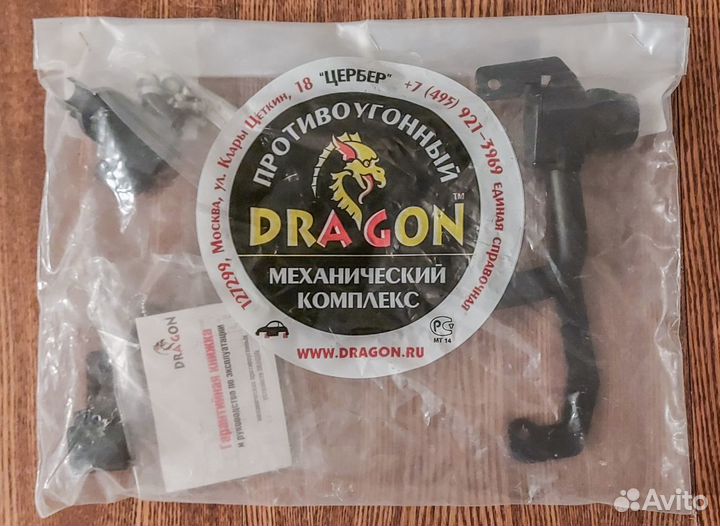 127299, Москва, ул. Клары Цеткин, 18 "ЦЕРБЕР" +7 (495) 921-3969 ЕДИНАЯ СПРАВОЧНАЯ
ПРОТИВОУГОННЫЙ
DRAGON™
МЕХАНИЧЕСКИЙ
КОМПЛЕКС
РСТ
МТ 14
WWW.DRAGON.RU
DRAGON
Гарантийная книжка
и руководство по эксплуатации
Avito